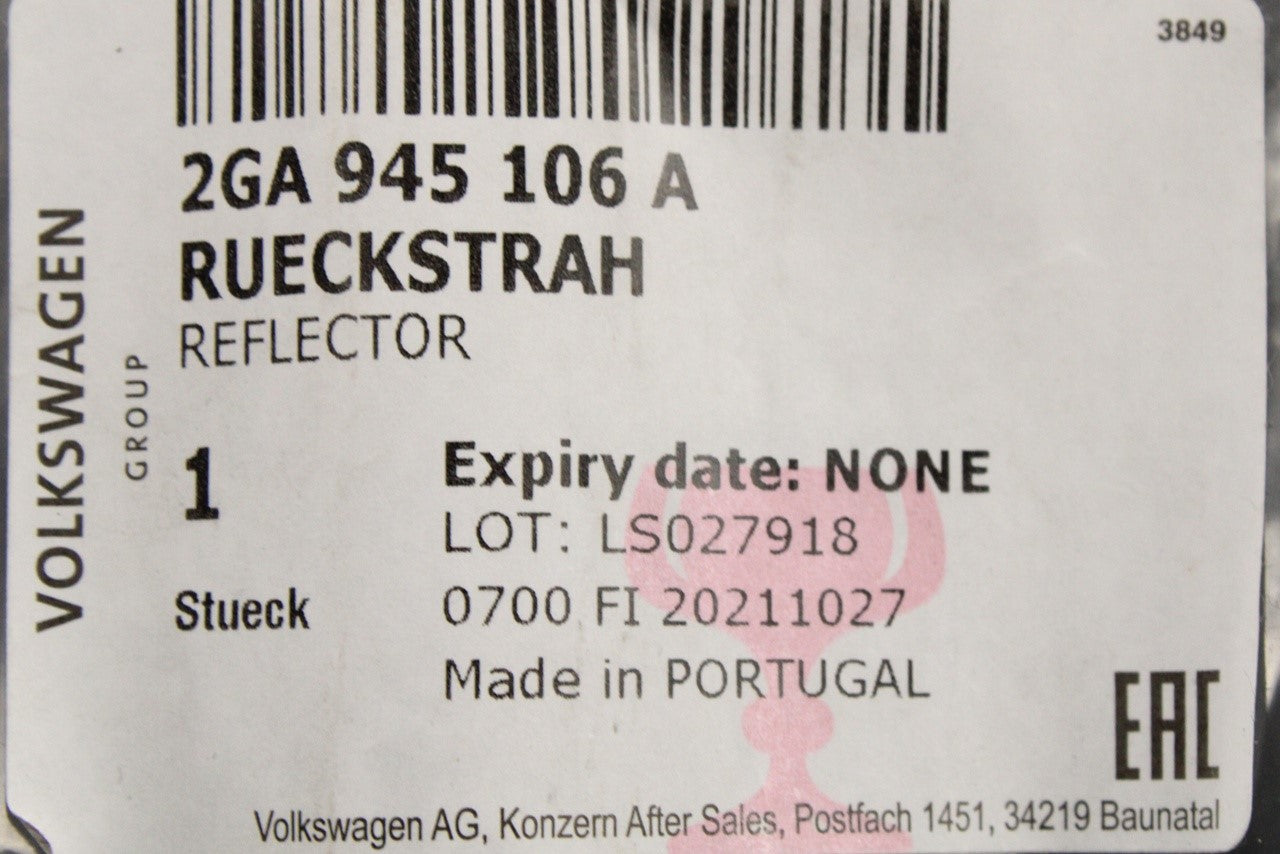 3849
2GA 945 106 A
RUECKSTRAH
REFLECTOR
VOLKSWAGEN
GROUP
1
Stueck
Expiry date: NONE
LOT: LS027918
0700 FI 20211027
Made in PORTUGAL
EAC
Volkswagen AG, Konzern After Sales, Postfach 1451, 34219 Baunatal